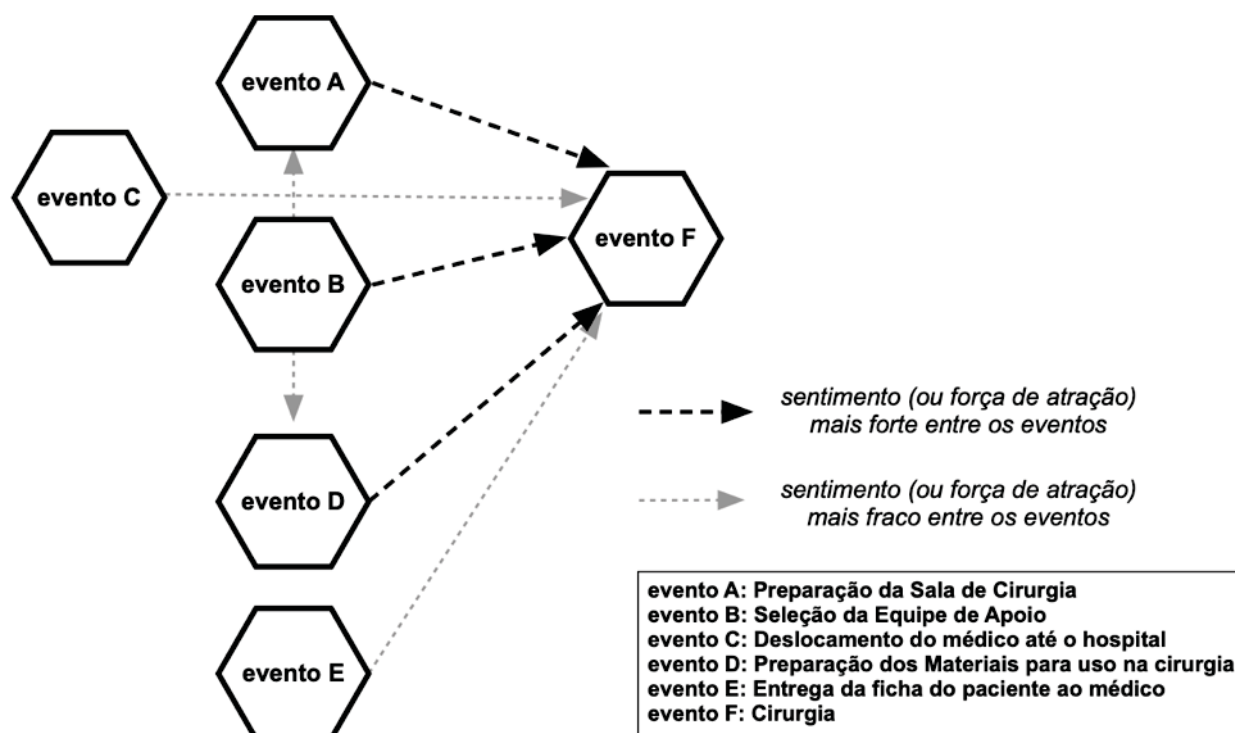 evento A
evento C
evento F
evento B
evento D
evento E
sentimento (ou força de atração)
mais forte entre os eventos
sentimento (ou força de atração)
mais fraco entre os eventos
evento A: Preparação da Sala de Cirurgia
evento B: Seleção da Equipe de Apoio
evento C: Deslocamento do médico até o hospital
evento D: Preparação dos Materiais para uso na cirurgia
evento E: Entrega da ficha do paciente ao médico
evento F: Cirurgia